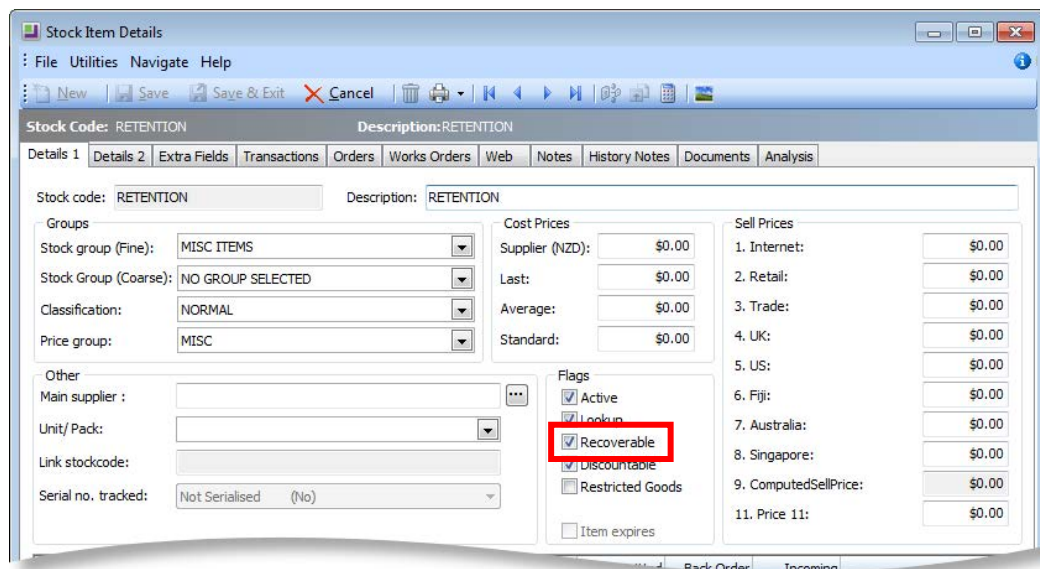 Stock Item Details
File Utilities Navigate Help
New Save Save & Exit Cancel
Stock Code: RETENTION Description:RETENTION
Details 1 Details 2 Extra Fields Transactions Orders Works Orders Web Notes History Notes Documents Analysis
Stock code: RETENTION Description: RETENTION
Groups
Stock group (Fine): MISC ITEMS
Stock Group (Coarse): NO GROUP SELECTED
Classification: NORMAL
Price group: MISC
Cost Prices
Supplier (NZD): $0.00
Last: $0.00
Average: $0.00
Standard: $0.00
Sell Prices
1. Internet: $0.00
2. Retail: $0.00
3. Trade: $0.00
4. UK: $0.00
5. US: $0.00
6. Fiji: $0.00
7. Australia: $0.00
8. Singapore: $0.00
9. ComputedSellPrice: $0.00
11. Price 11: $0.00
Other
Main supplier :
Unit/ Pack:
Link stockcode:
Serial no. tracked: Not Serialised (No)
Flags
Active
Lookup
Recoverable
Discountable
Restricted Goods
Item expires
Back Order Incoming